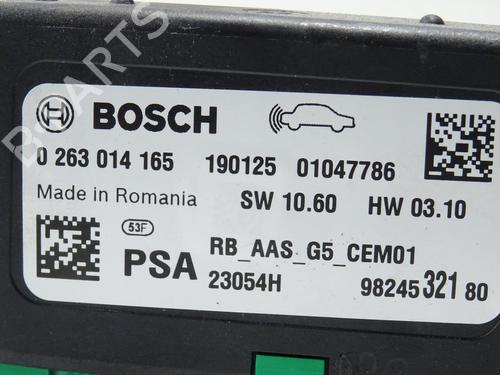 BOSCH
0 263 014 165 190125 01047786
Made in Romania SW 10.60 HW 03.10
53F
PSA RB_AAS_G5_CEM01
23054H 98245 321 80
B-PARTS